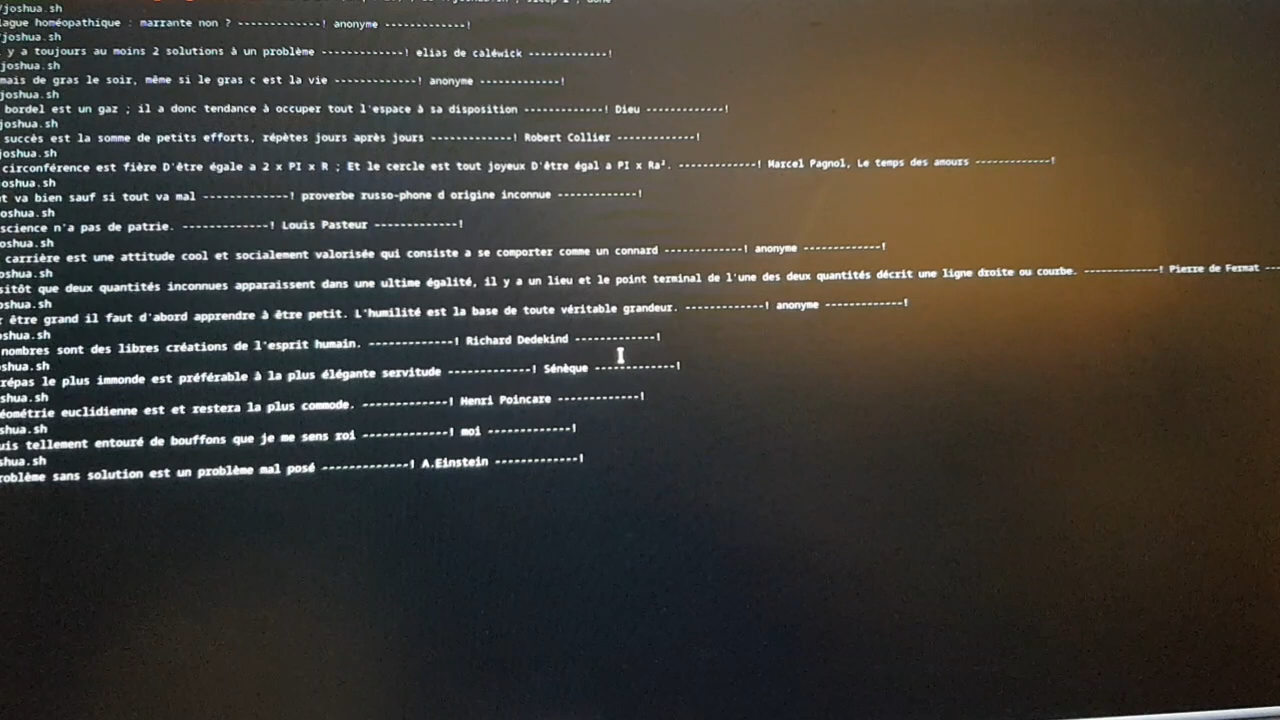 /joshua.sh
lague homéopathique : marrante non ? -------------! anonyme -------------!
/joshua.sh
y a toujours au moins 2 solutions à un problème -------------! elias de caléwick -------------!
joshua.sh
mais de gras le soir, même si le gras c est la vie -------------! anonyme -------------!
joshua.sh
bordel est un gaz ; il a donc tendance à occuper tout l'espace à sa disposition -------------! Dieu -------------!
joshua.sh
succès est la somme de petits efforts, répètes jours après jours -------------! Robert Collier -------------!
joshua.sh
circonférence est fière D'être égale a 2 x PI x R ; Et le cercle est tout joyeux D'être égal a PI x Ra². -------------! Marcel Pagnol, Le temps des amours -------------!
oshua.sh
t va bien sauf si tout va mal -------------! proverbe russo-phone d origine inconnue -------------!
oshua.sh
science n'a pas de patrie. -------------! Louis Pasteur -------------!
oshua.sh
carrière est une attitude cool et socialement valorisée qui consiste a se comporter comme un connard -------------! anonyme -------------!
oshua.sh
sitôt que deux quantités inconnues apparaissent dans une ultime égalité, il y a un lieu et le point terminal de l'une des deux quantités décrit une ligne droite ou courbe. -------------! Pierre de Fermat --
oshua.sh
r être grand il faut d'abord apprendre à être petit. L'humilité est la base de toute véritable grandeur. -------------! anonyme -------------!
shua.sh
nombres sont des libres créations de l'esprit humain. -------------! Richard Dedekind -------------!
oshua.sh
répas le plus immonde est préférable à la plus élégante servitude -------------! Sénèque -------------!
shua.sh
éométrie euclidienne est et restera la plus commode. -------------! Henri Poincare -------------!
shua.sh
uis tellement entouré de bouffons que je me sens roi -------------! moi -------------!
shua.sh
roblème sans solution est un problème mal posé -------------! A.Einstein -------------!